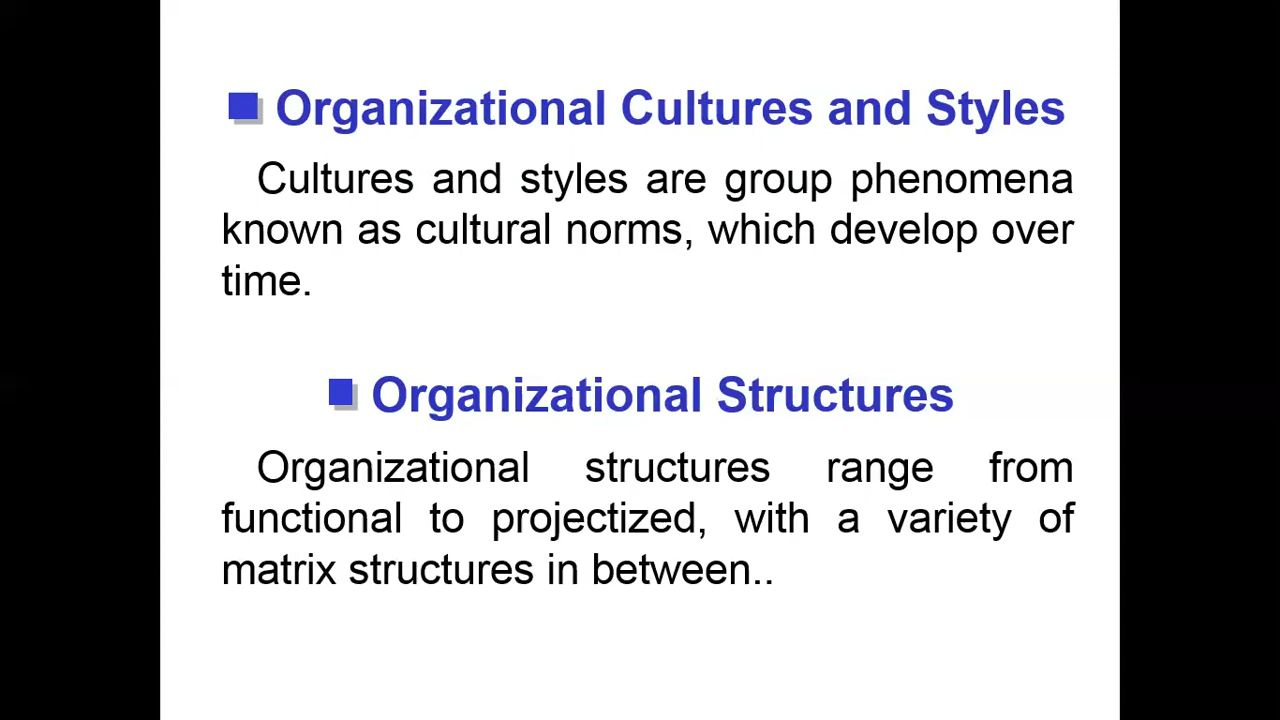 Organizational Cultures and Styles
Cultures and styles are group phenomena
known as cultural norms, which develop over
time.
Organizational Structures
Organizational structures range from
functional to projectized, with a variety of
matrix structures in between..